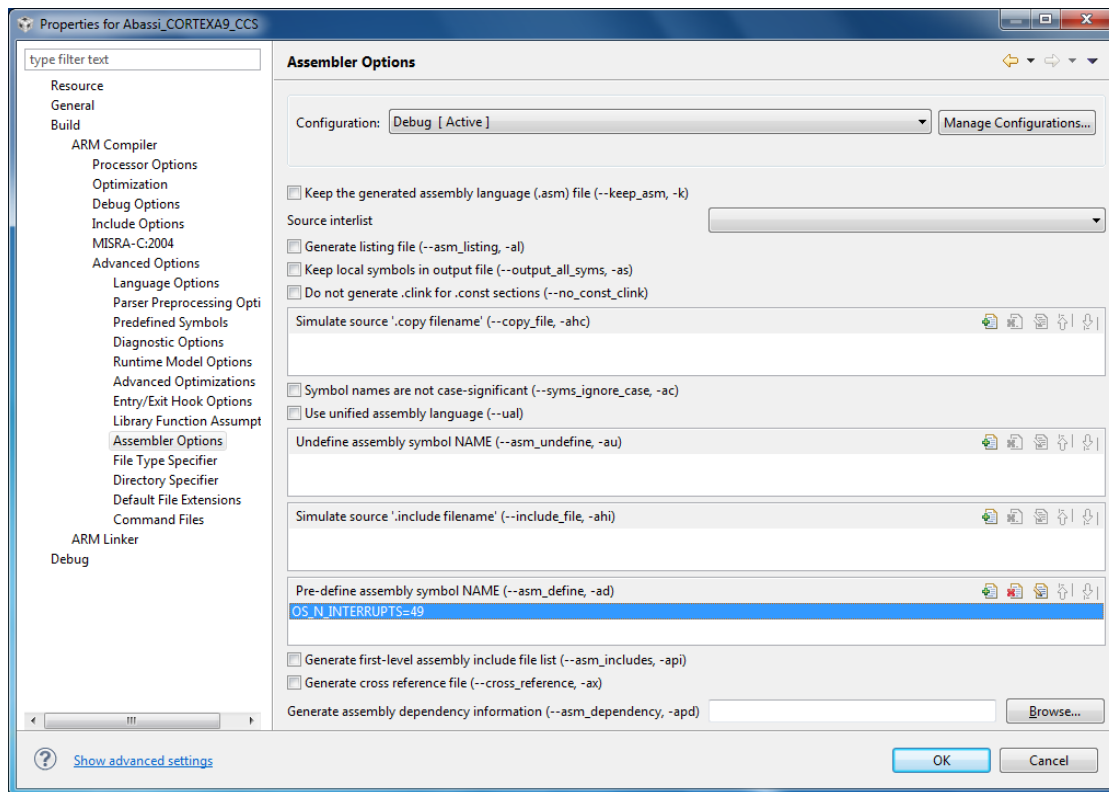 Properties for Abassi_CORTEXA9_CCS
type filter text
Resource
General
Build
ARM Compiler
Processor Options
Optimization
Debug Options
Include Options
MISRA-C:2004
Advanced Options
Language Options
Parser Preprocessing Opti
Predefined Symbols
Diagnostic Options
Runtime Model Options
Advanced Optimizations
Entry/Exit Hook Options
Library Function Assumpt
Assembler Options
File Type Specifier
Directory Specifier
Default File Extensions
Command Files
ARM Linker
Debug
Assembler Options
Configuration: Debug [ Active ] Manage Configurations...
Keep the generated assembly language (.asm) file (--keep_asm, -k)
Source interlist
Generate listing file (--asm_listing, -al)
Keep local symbols in output file (--output_all_syms, -as)
Do not generate .clink for .const sections (--no_const_clink)
Simulate source '.copy filename' (--copy_file, -ahc)
Symbol names are not case-significant (--syms_ignore_case, -ac)
Use unified assembly language (--ual)
Undefine assembly symbol NAME (--asm_undefine, -au)
Simulate source '.include filename' (--include_file, -ahi)
Pre-define assembly symbol NAME (--asm_define, -ad)
OS_N_INTERRUPTS=49
Generate first-level assembly include file list (--asm_includes, -api)
Generate cross reference file (--cross_reference, -ax)
Generate assembly dependency information (--asm_dependency, -apd) Browse...
? Show advanced settings OK Cancel